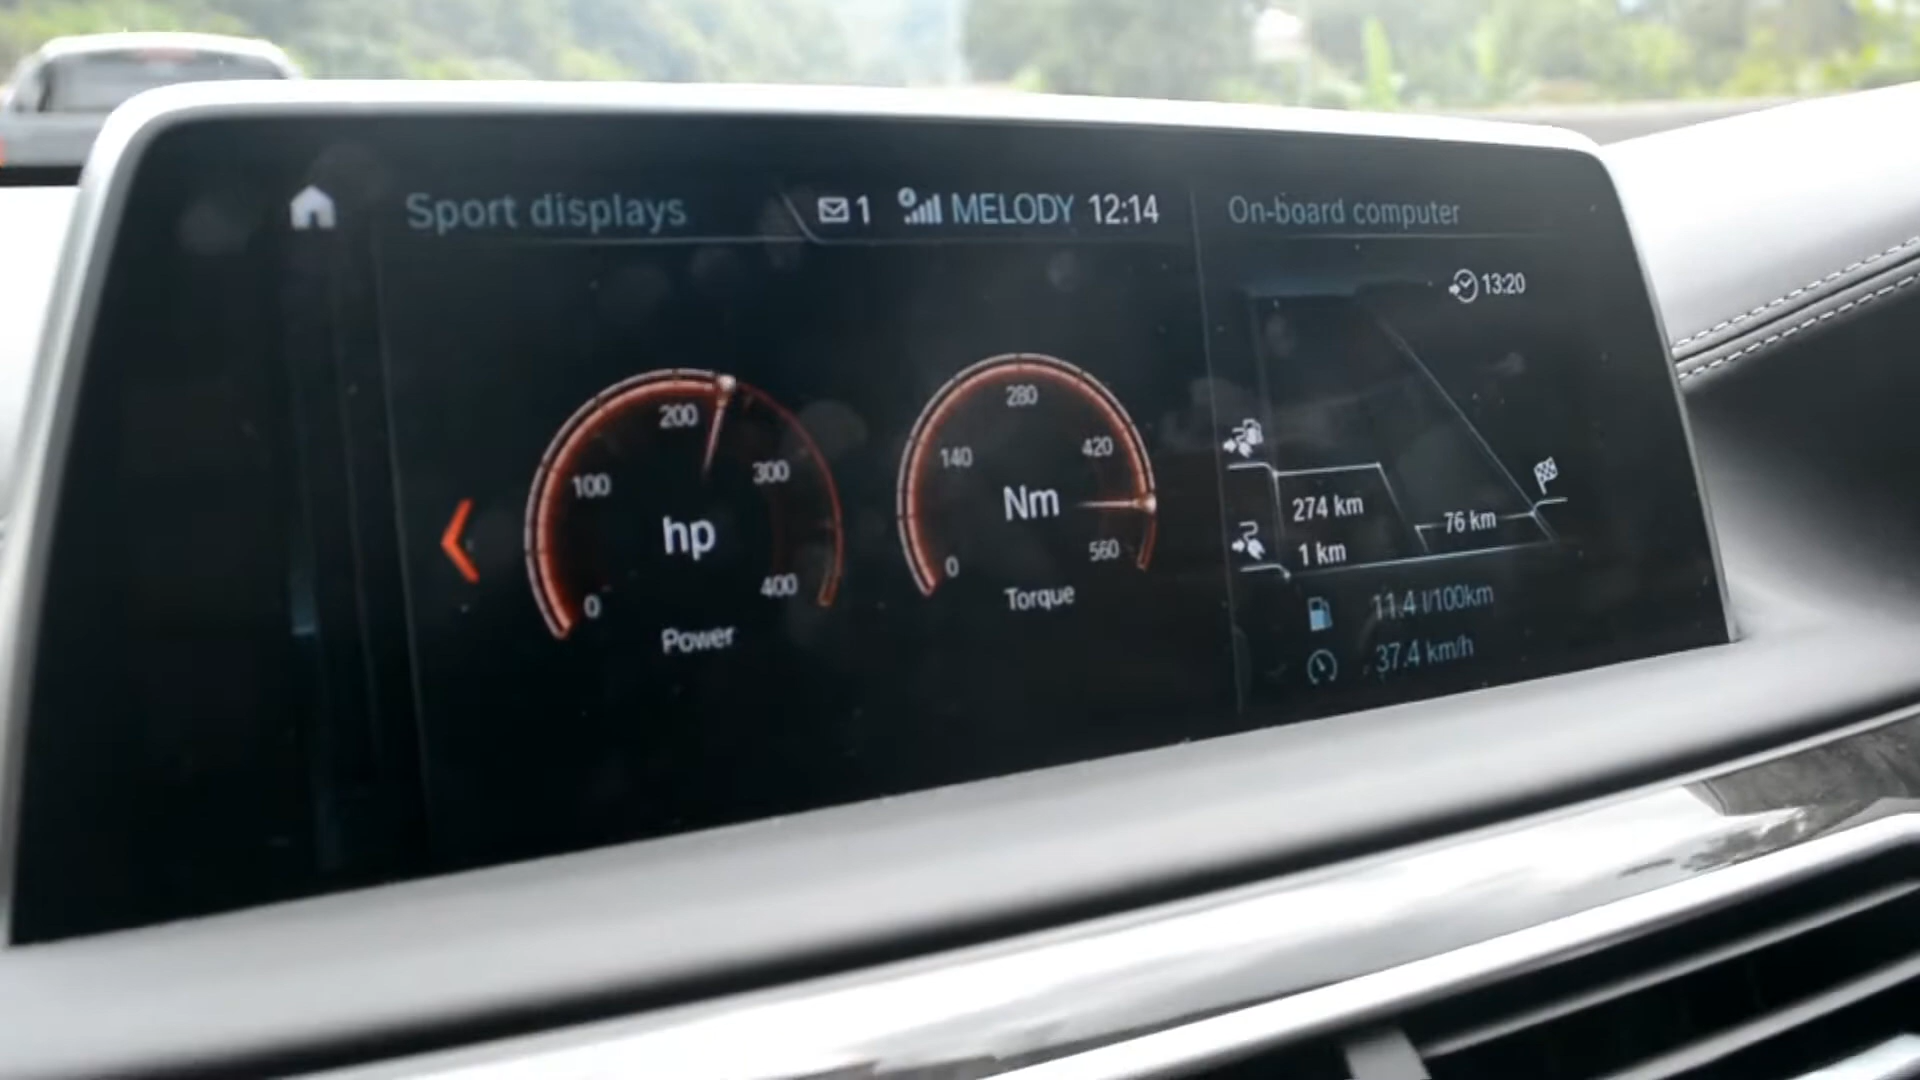 Sport displays
1 MELODY 12:14
On-board computer
13:20
0
100
200
300
400
hp
Power
0
140
280
420
560
Nm
Torque
274 km
76 km
1 km
11.4 l/100km
37.4 km/h